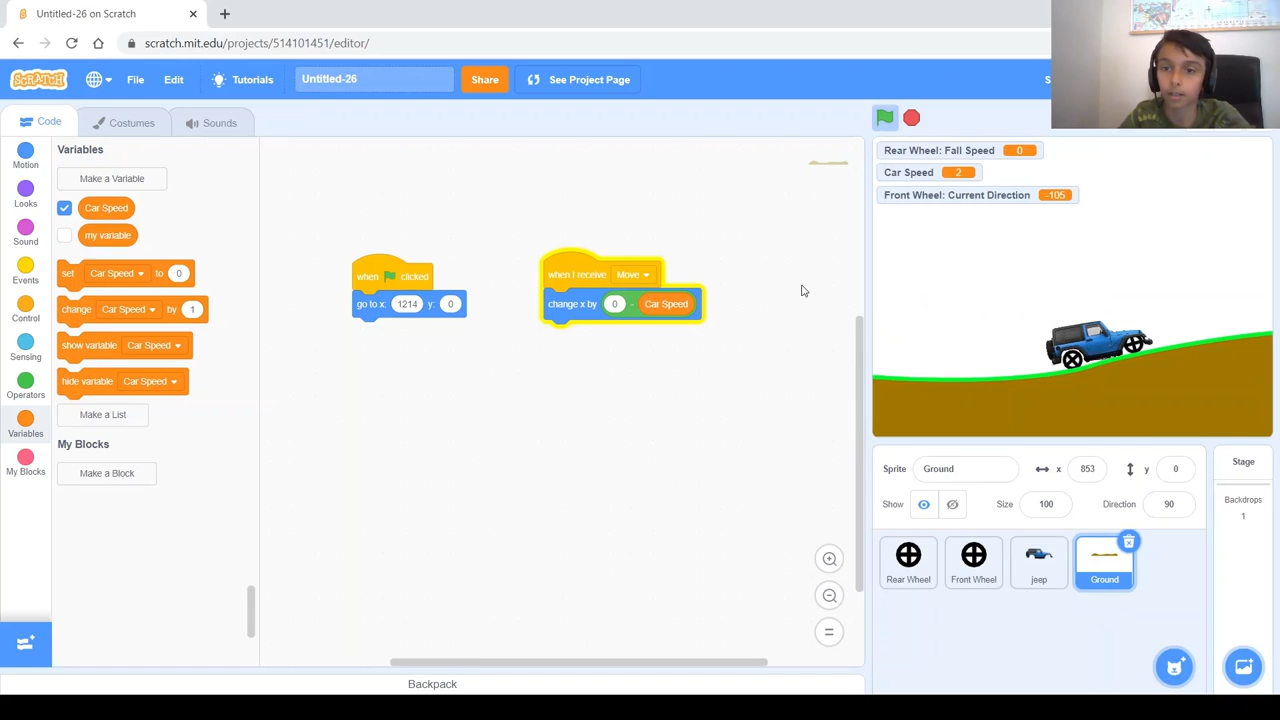 Untitled-26 on Scratch
scratch.mit.edu/projects/514101451/editor/
SCRATCH
File
Edit
Tutorials
Untitled-26
Share
See Project Page
S
Code
Costumes
Sounds
Motion
Looks
Sound
Events
Control
Sensing
Operators
Variables
My Blocks
Variables
Make a Variable
Car Speed
my variable
set Car Speed to 0
change Car Speed by 1
show variable Car Speed
hide variable Car Speed
Make a List
My Blocks
Make a Block
when clicked
go to x: 1214 y: 0
when I receive Move
change x by 0 - Car Speed
Backpack
Rear Wheel: Fall Speed 0
Car Speed 2
Front Wheel: Current Direction -105
Sprite Ground x 853 y 0
Show Size 100 Direction 90
Rear Wheel
Front Wheel
jeep
Ground
Stage
Backdrops
1